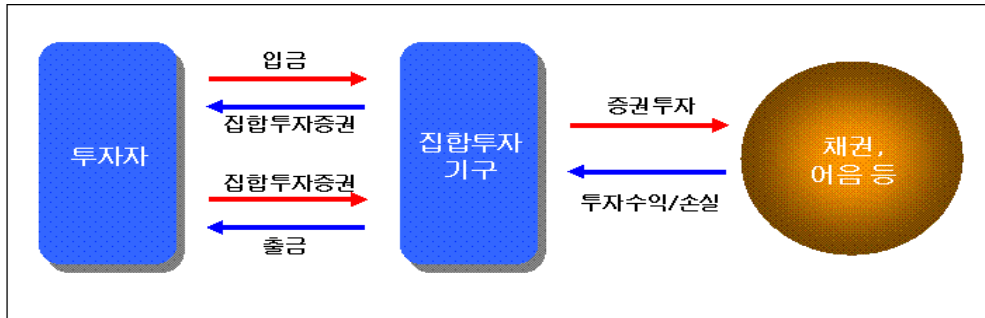 입금
집합투자증권
투자자
집합투자증권
출금
집합투자
기구
증권투자
투자수익/손실
채권,
어음 등